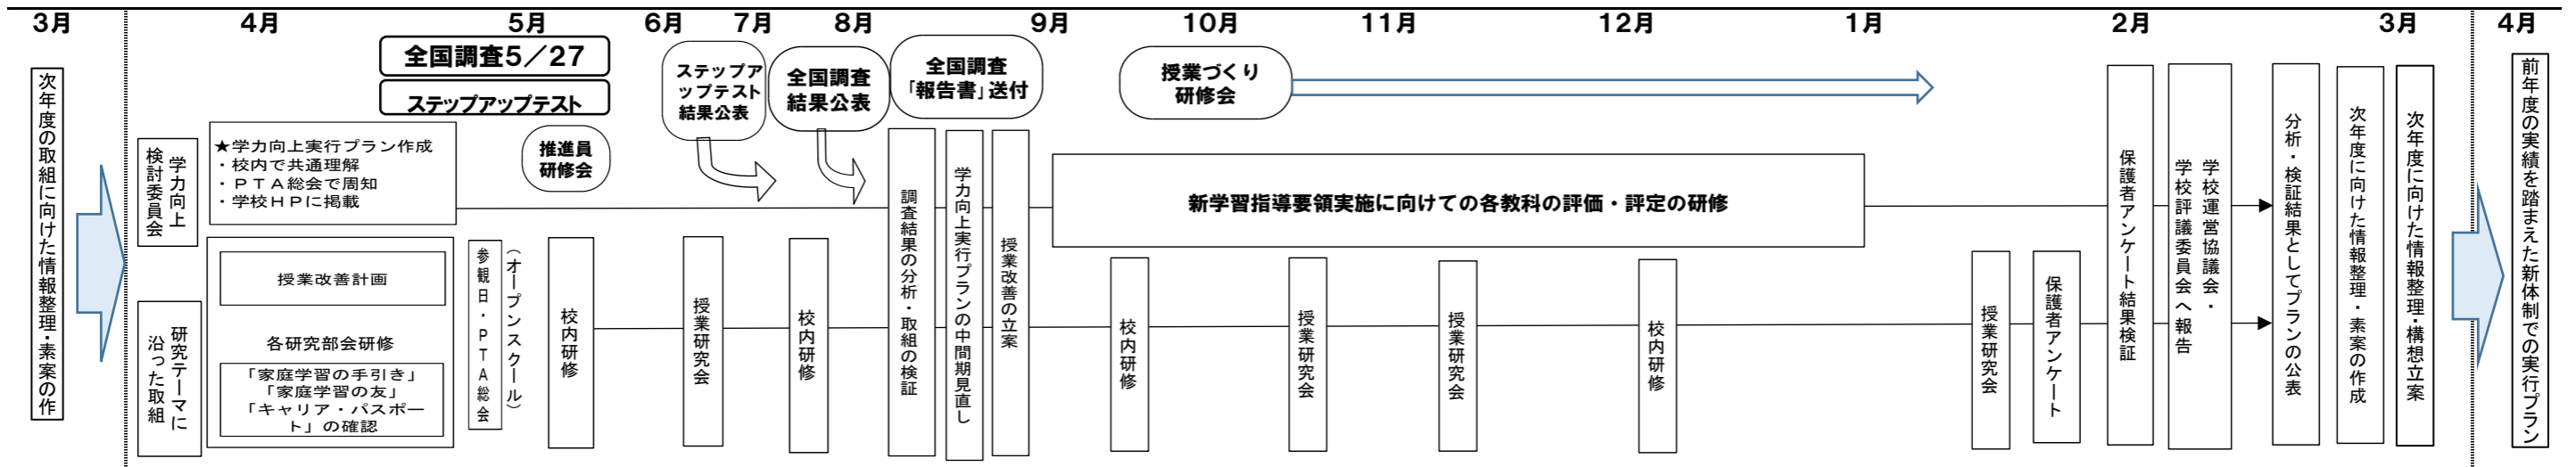 3月
4月
5月
6月
7月
8月
9月
10月
11月
12月
1月
2月
3月
4月
次年度の取組に向けた情報整理・素案の作
全国調査5／27
ステップアップテスト
推進員
研修会
ステップア
ップテスト
結果公表
全国調査
結果公表
全国調査
「報告書」送付
授業づくり
研修会
学力向上
検討委員会
★学力向上実行プラン作成
・校内で共通理解
・ＰＴＡ総会で周知
・学校ＨＰに掲載
研究テーマに
沿った取組
授業改善計画
各研究部会研修
「家庭学習の手引き」
「家庭学習の友」
「キャリア・パスポー
ト」の確認
（オープンスクール）
参観日・ＰＴＡ総会
校内研修
授業研究会
校内研修
調査結果の分析・取組の検証
学力向上実行プランの中間期見直し
授業改善の立案
新学習指導要領実施に向けての各教科の評価・評定の研修
校内研修
授業研究会
授業研究会
校内研修
授業研究会
保護者アンケート
保護者アンケート結果検証
学校運営協議会・
学校評議委員会へ報告
分析・検証結果としてプランの公表
次年度に向けた情報整理・素案の作成
次年度に向けた情報整理・構想立案
前年度の実績を踏まえた新体制での実行プラン